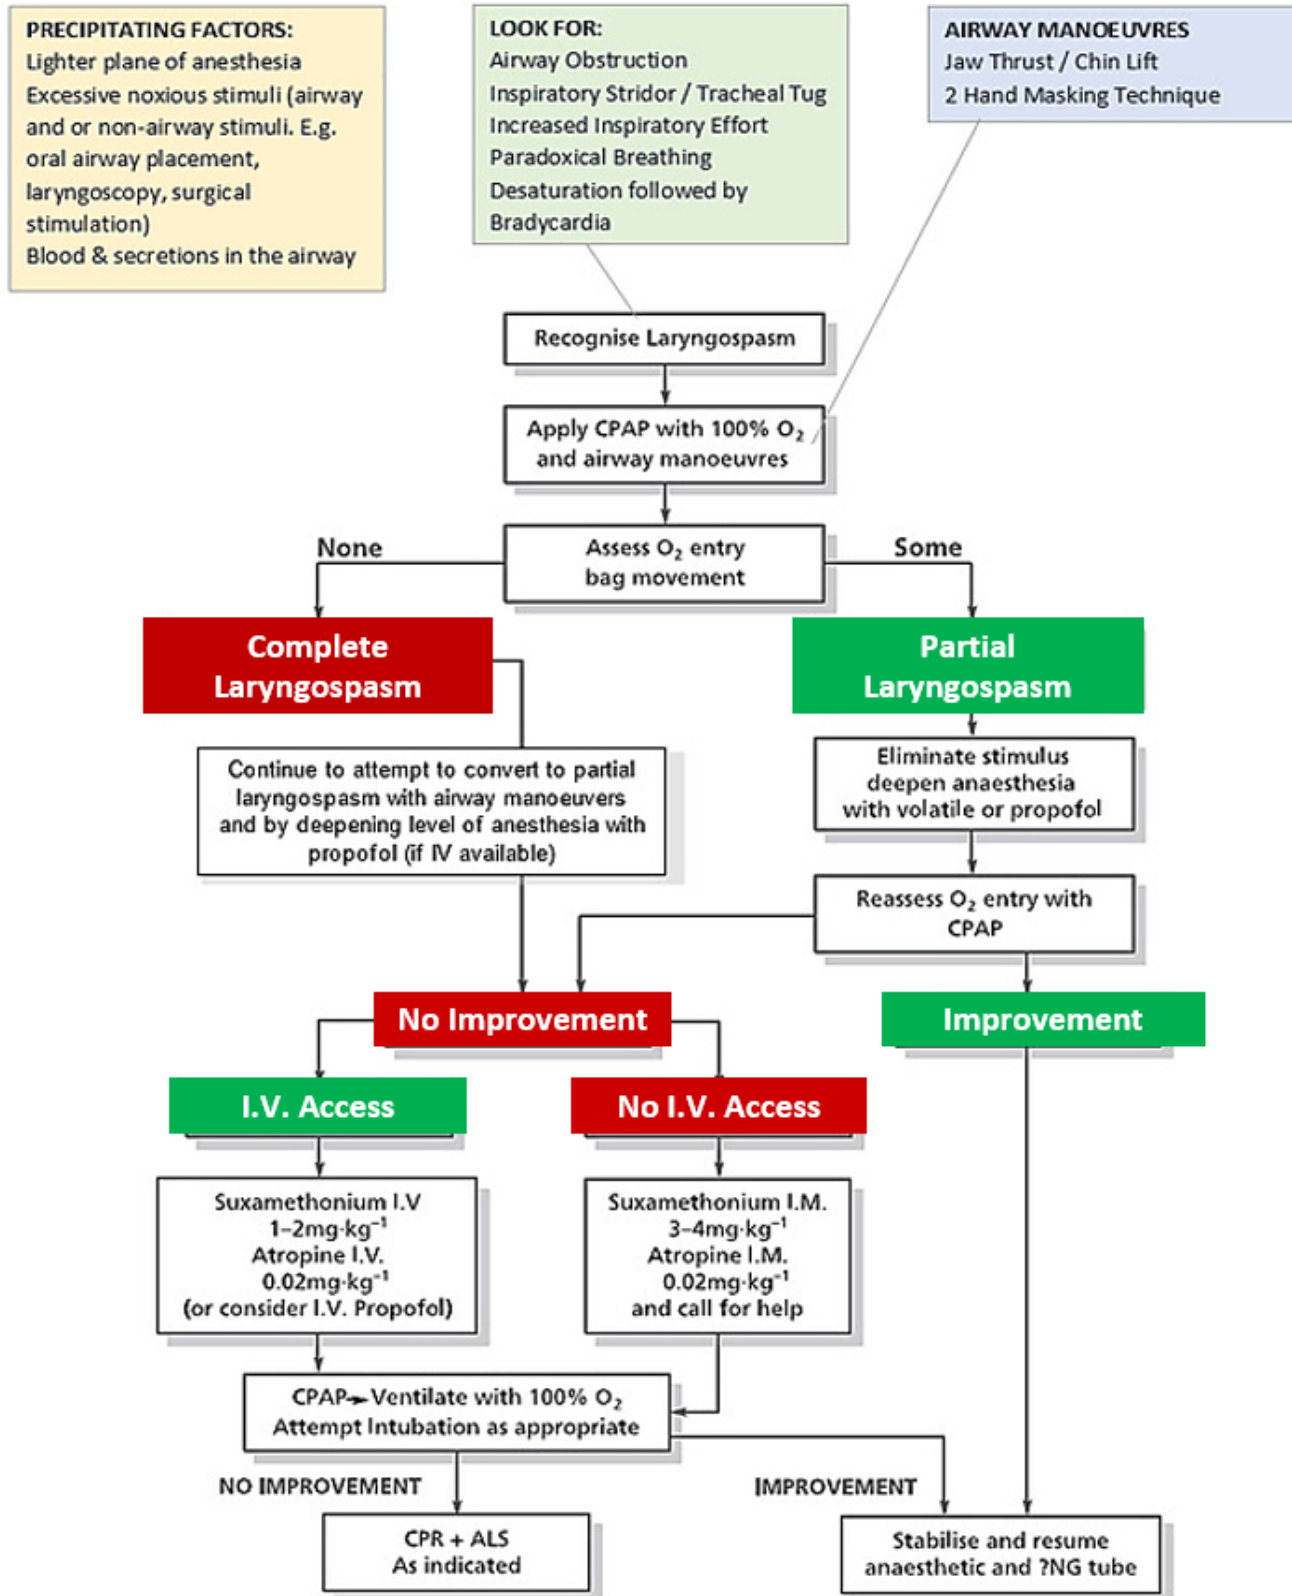 PRECIPITATING FACTORS:
Lighter plane of anesthesia
Excessive noxious stimuli (airway
and or non-airway stimuli. E.g.
oral airway placement,
laryngoscopy, surgical
stimulation)
Blood & secretions in the airway
LOOK FOR:
Airway Obstruction
Inspiratory Stridor / Tracheal Tug
Increased Inspiratory Effort
Paradoxical Breathing
Desaturation followed by
Bradycardia
AIRWAY MANOEUVRES
Jaw Thrust / Chin Lift
2 Hand Masking Technique
Recognise Laryngospasm
Apply CPAP with 100% O₂
and airway manoeuvres
Assess O₂ entry
bag movement
None
Some
Complete
Laryngospasm
Partial
Laryngospasm
Continue to attempt to convert to partial
laryngospasm with airway manoeuvers
and by deepening level of anesthesia with
propofol (if IV available)
Eliminate stimulus
deepen anaesthesia
with volatile or propofol
Reassess O₂ entry with
CPAP
No Improvement
Improvement
I.V. Access
No I.V. Access
Suxamethonium I.V
1–2mg·kg⁻¹
Atropine I.V.
0.02mg·kg⁻¹
(or consider I.V. Propofol)
Suxamethonium I.M.
3–4mg·kg⁻¹
Atropine I.M.
0.02mg·kg⁻¹
and call for help
CPAP→Ventilate with 100% O₂
Attempt Intubation as appropriate
NO IMPROVEMENT
IMPROVEMENT
CPR + ALS
As indicated
Stabilise and resume
anaesthetic and ?NG tube